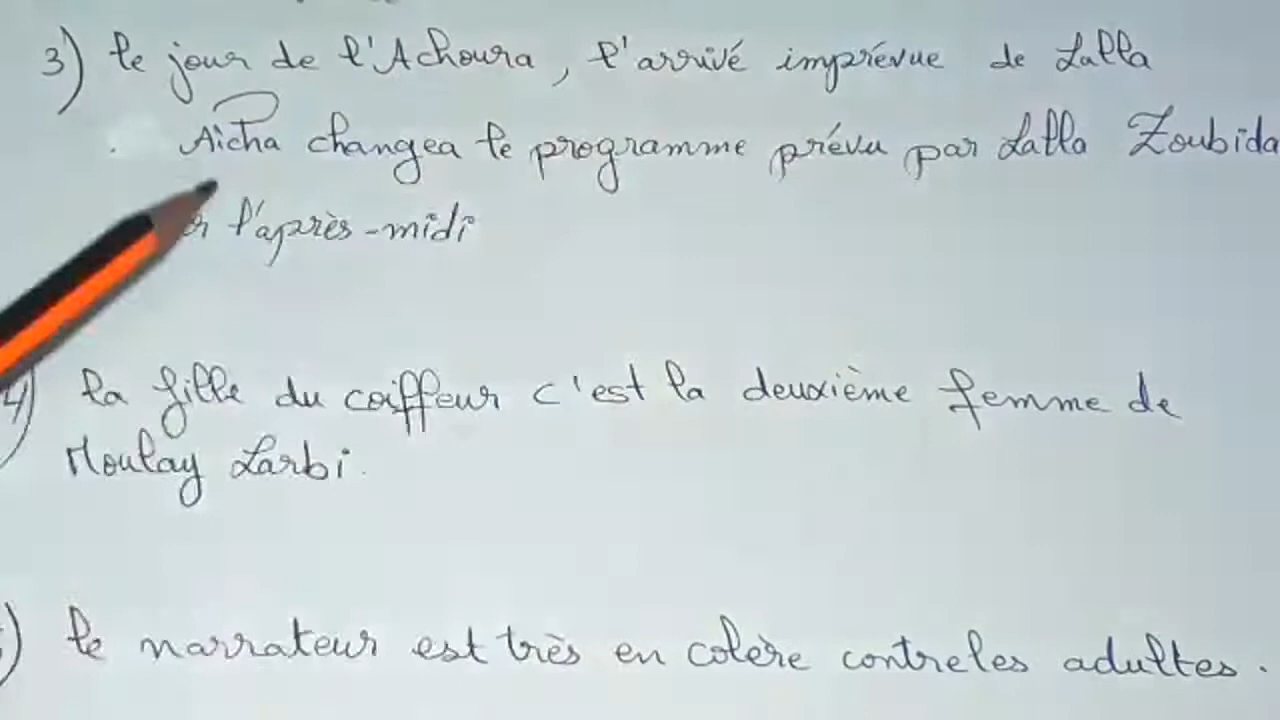 3) le jour de l'Achoura, l'arrivé imprévue de Lalla
Aicha changea le programme prévu par Lalla Zoubida
l'après-midi
4) la fille du coiffeur c'est la deuxième femme de
Moulay Larbi.
) le narrateur est très en colère contre les adultes.